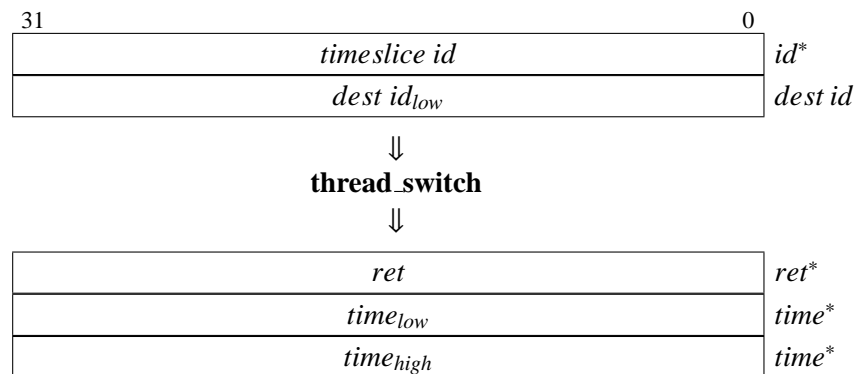 31 0
timeslice id id*
dest id_low dest id
⇓
thread_switch
⇓
ret ret*
time_low time*
time_high time*